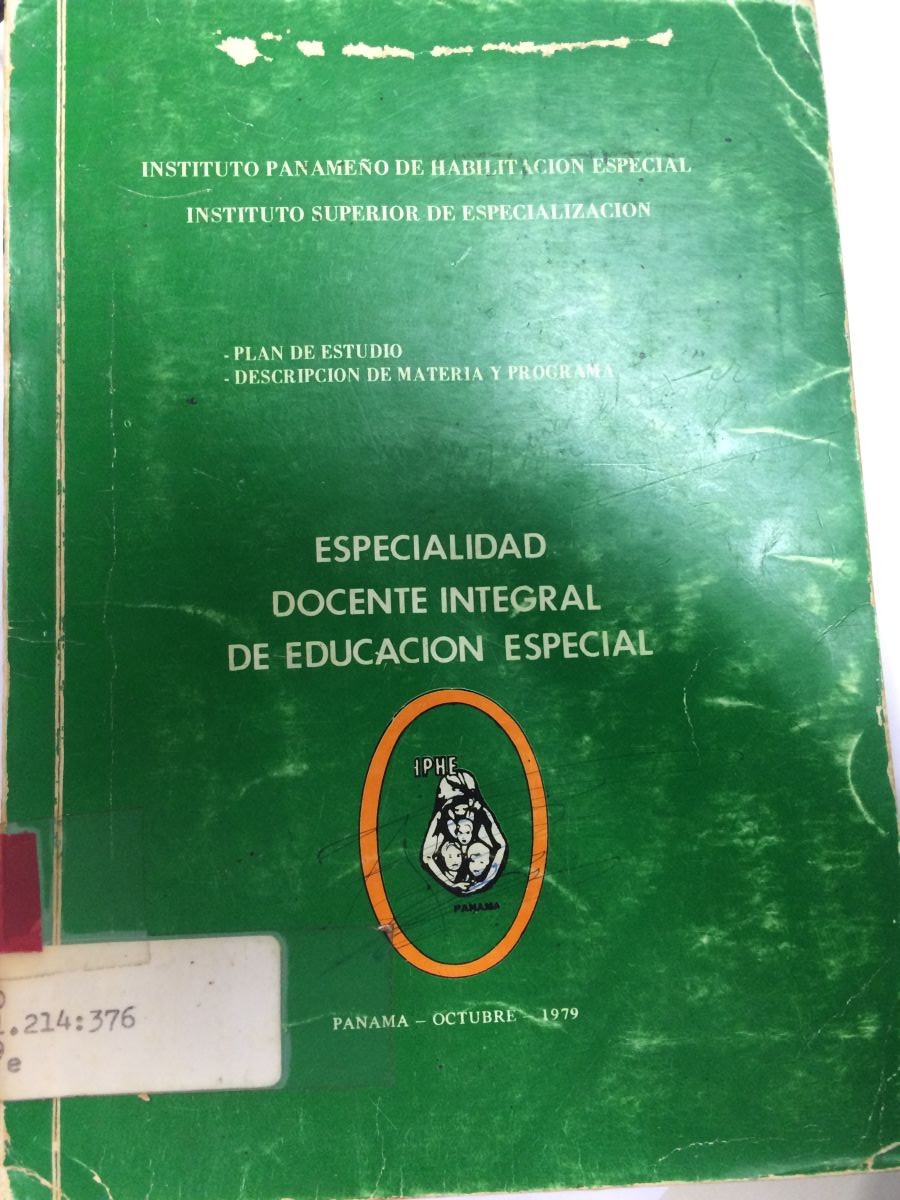 INSTITUTO PANAMEÑO DE HABILITACION ESPECIAL
INSTITUTO SUPERIOR DE ESPECIALIZACION
- PLAN DE ESTUDIO
- DESCRIPCION DE MATERIA Y PROGRAMA
ESPECIALIDAD
DOCENTE INTEGRAL
DE EDUCACION ESPECIAL
IPHE
PANAMA
.214:376
e
PANAMA – OCTUBRE – 1979